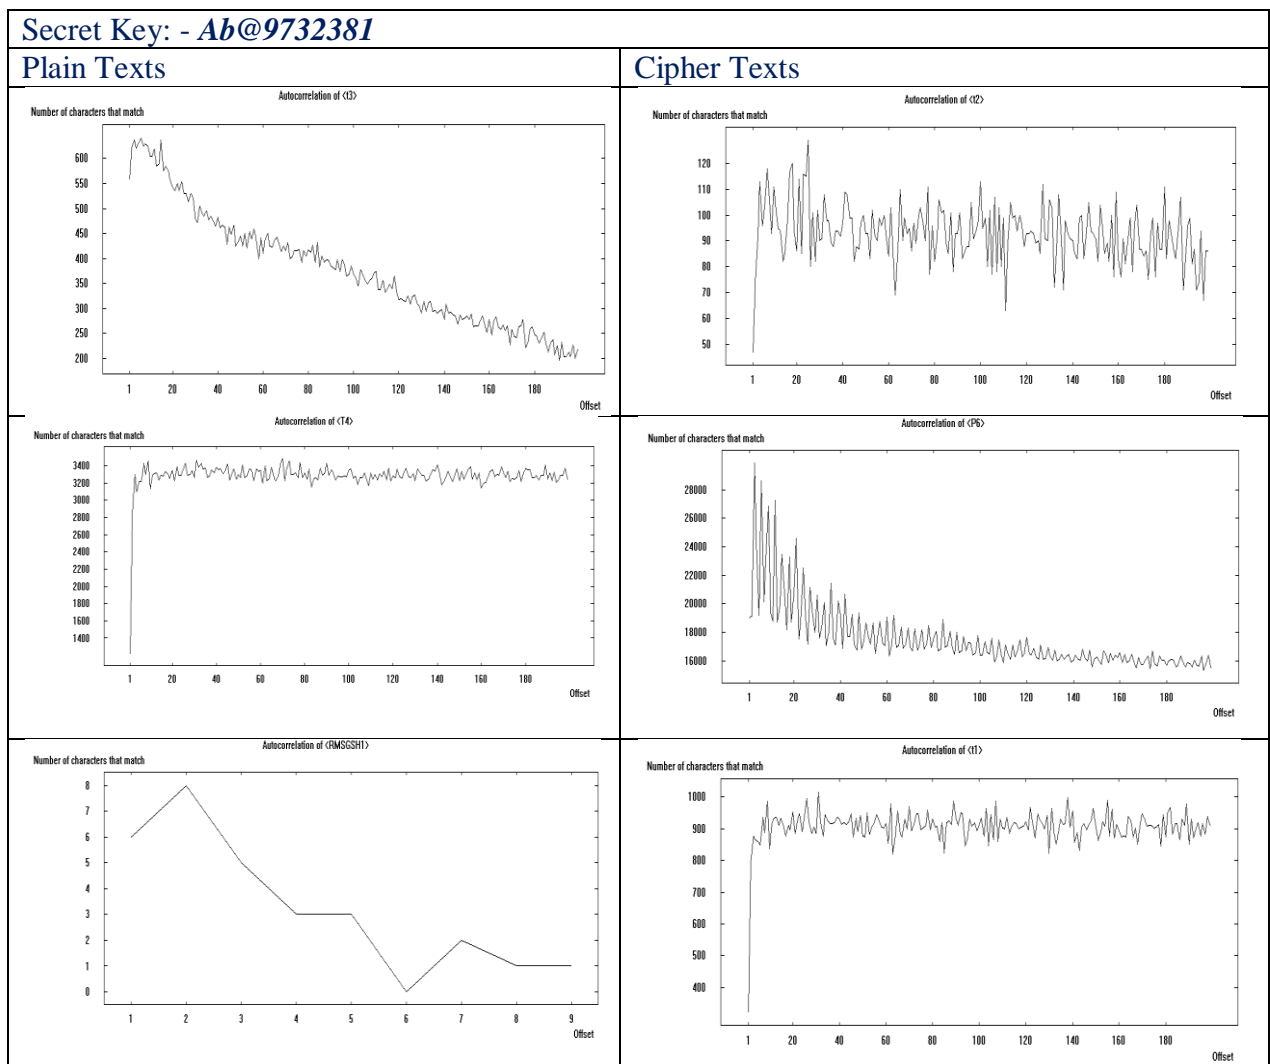 Secret Key: - Ab@9732381
Plain Texts
Cipher Texts
Autocorrelation of <t3>
Number of characters that match
600
550
500
450
400
350
300
250
200
1 20 40 60 80 100 120 140 160 180
Offset
Autocorrelation of <t2>
Number of characters that match
120
110
100
90
80
70
60
50
1 20 40 60 80 100 120 140 160 180
Offset
Autocorrelation of <T4>
Number of characters that match
3400
3200
3000
2800
2600
2400
2200
2000
1800
1600
1400
1 20 40 60 80 100 120 140 160 180
Offset
Autocorrelation of <P6>
Number of characters that match
28000
26000
24000
22000
20000
18000
16000
1 20 40 60 80 100 120 140 160 180
Offset
Autocorrelation of <RMSGSH1>
Number of characters that match
8
7
6
5
4
3
2
1
0
1 2 3 4 5 6 7 8 9
Offset
Autocorrelation of <t1>
Number of characters that match
1000
900
800
700
600
500
400
1 20 40 60 80 100 120 140 160 180
Offset